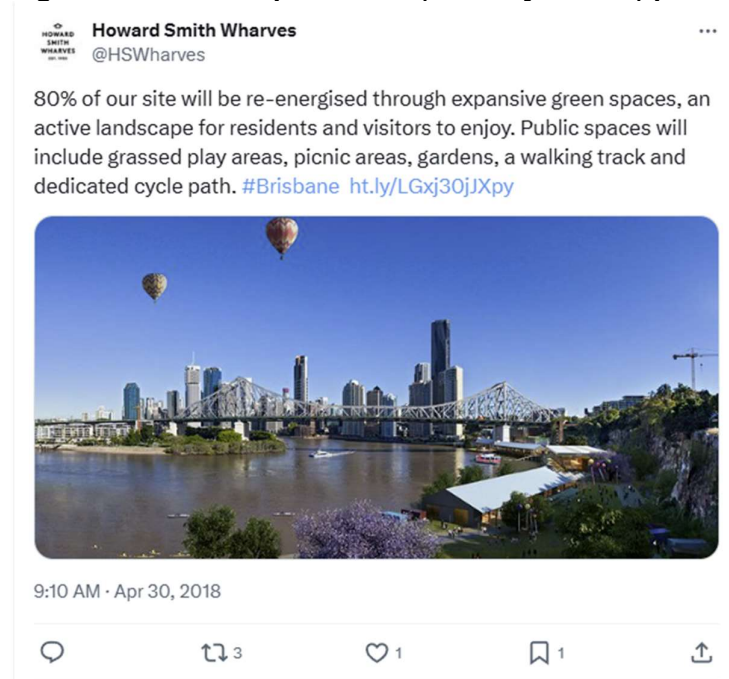 Howard Smith Wharves
@HSWharves
HOWARD
SMITH
WHARVES
80% of our site will be re-energised through expansive green spaces, an
active landscape for residents and visitors to enjoy. Public spaces will
include grassed play areas, picnic areas, gardens, a walking track and
dedicated cycle path. #Brisbane ht.ly/LGxj30jJXpy
9:10 AM · Apr 30, 2018
3
1
1